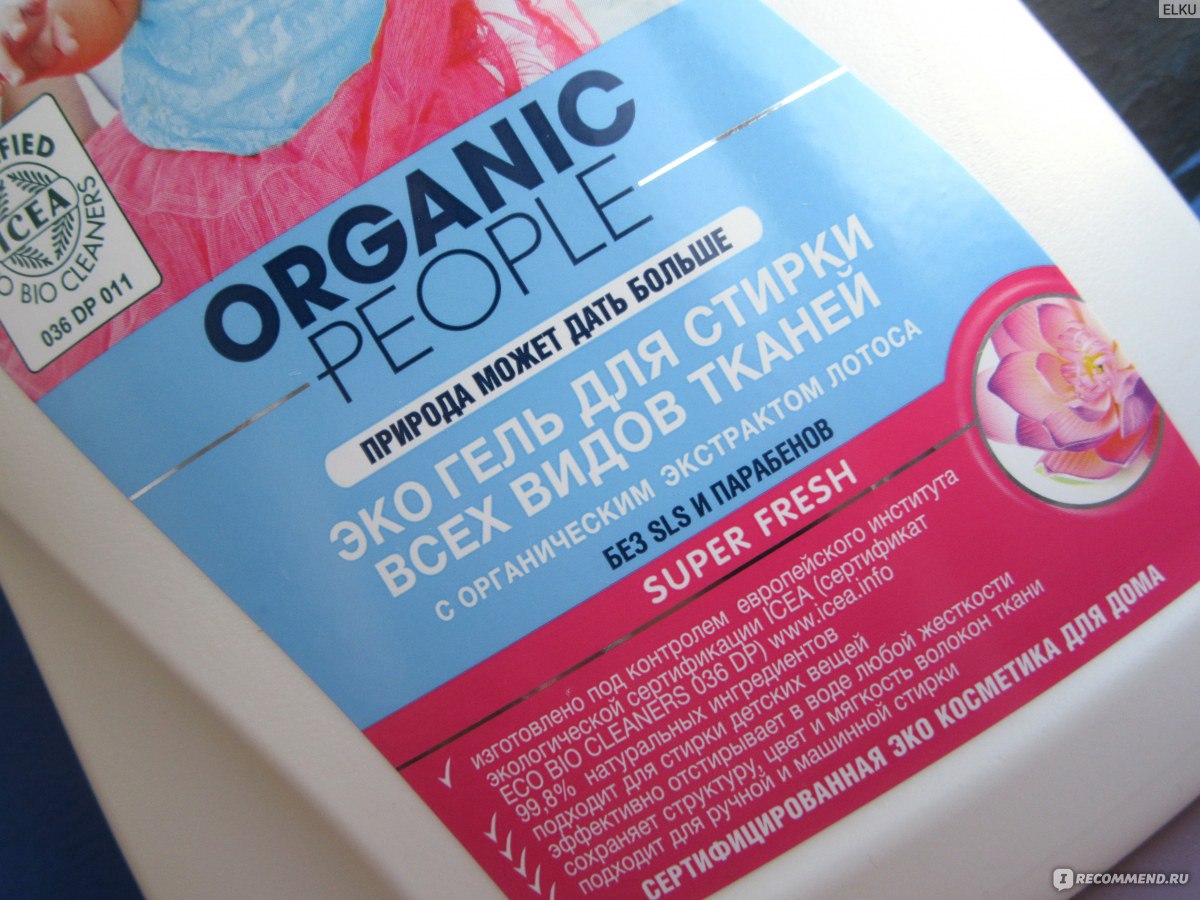 ELKU
FIED
ICEA
O BIO CLEANERS
036 DP 011
ORGANIC
PEOPLE
ПРИРОДА МОЖЕТ ДАТЬ БОЛЬШЕ
ЭКО ГЕЛЬ ДЛЯ СТИРКИ
ВСЕХ ВИДОВ ТКАНЕЙ
С ОРГАНИЧЕСКИМ ЭКСТРАКТОМ ЛОТОСА
БЕЗ SLS И ПАРАБЕНОВ
SUPER FRESH
изготовлено под контролем европейского института
экологической сертификации ICEA (сертификат
ECO BIO CLEANERS 036 DP) www.icea.info
99,8% натуральных ингредиентов
подходит для стирки детских вещей
эффективно отстирывает в воде любой жесткости
сохраняет структуру, цвет и мягкость волокон ткани
подходит для ручной и машинной стирки
СЕРТИФИЦИРОВАННАЯ ЭКО КОСМЕТИКА ДЛЯ ДОМА
IRECOMMEND.RU